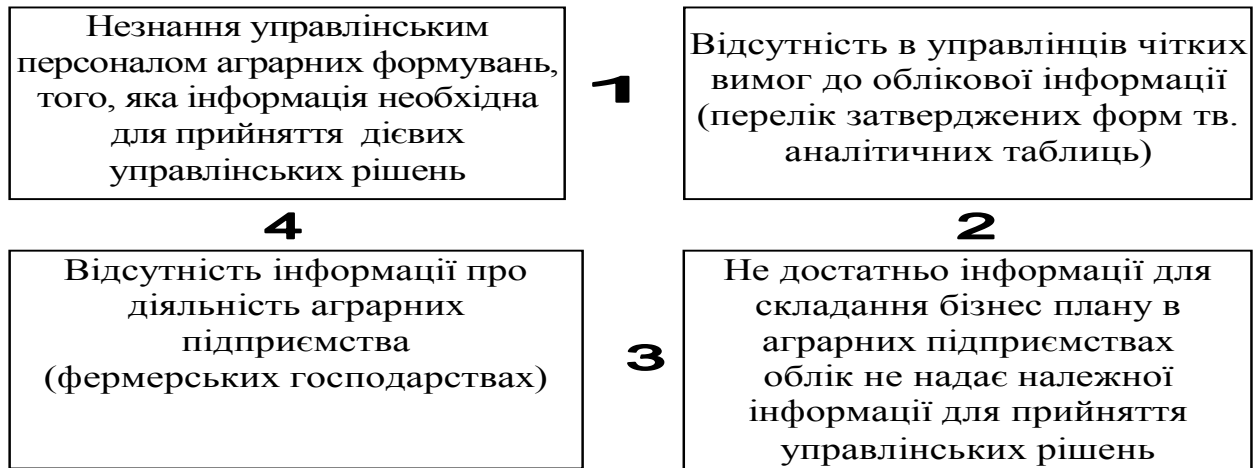 Незнання управлінським
персоналом аграрних формувань,
того, яка інформація необхідна
для прийняття дієвих
управлінських рішень
1
Відсутність в управлінців чітких
вимог до облікової інформації
(перелік затверджених форм тв.
аналітичних таблиць)
4
2
Відсутність інформації про
діяльність аграрних
підприємства
(фермерських господарствах)
3
Не достатньо інформації для
складання бізнес плану в
аграрних підприємствах
облік не надає належної
інформації для прийняття
управлінських рішень